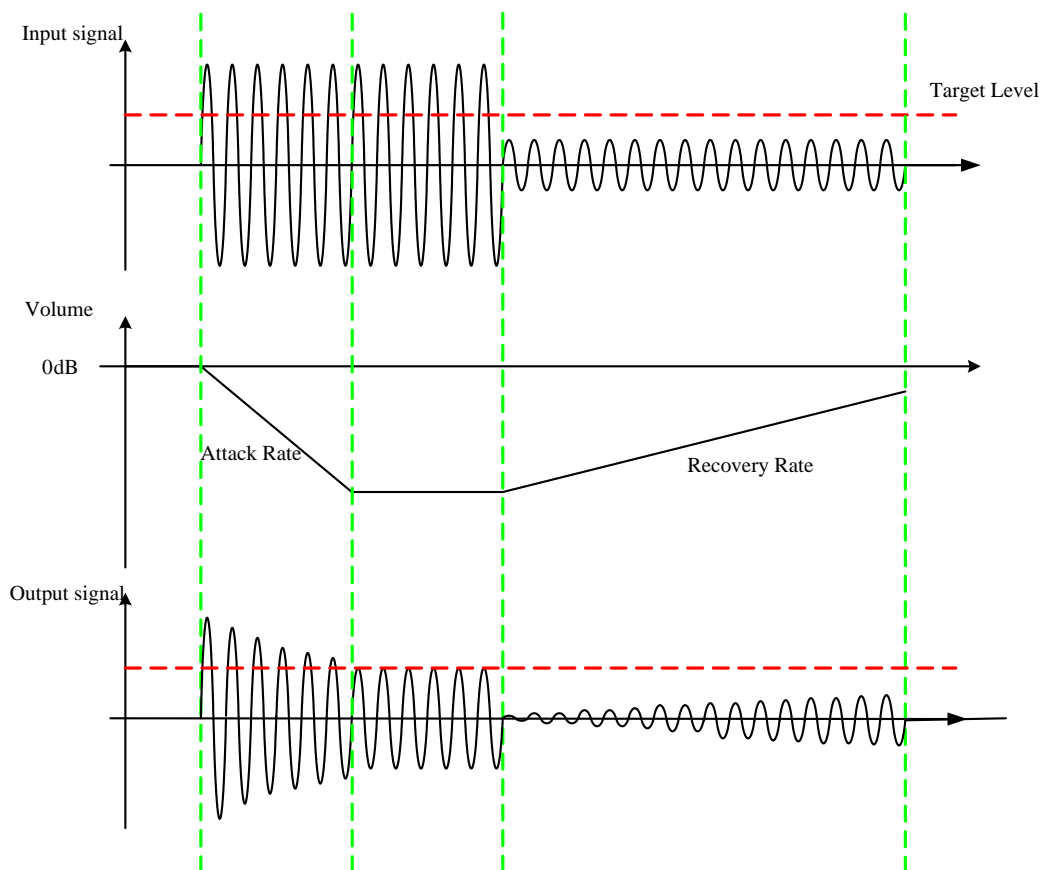 Input signal
Target Level
Volume
0dB
Attack Rate
Recovery Rate
Output signal